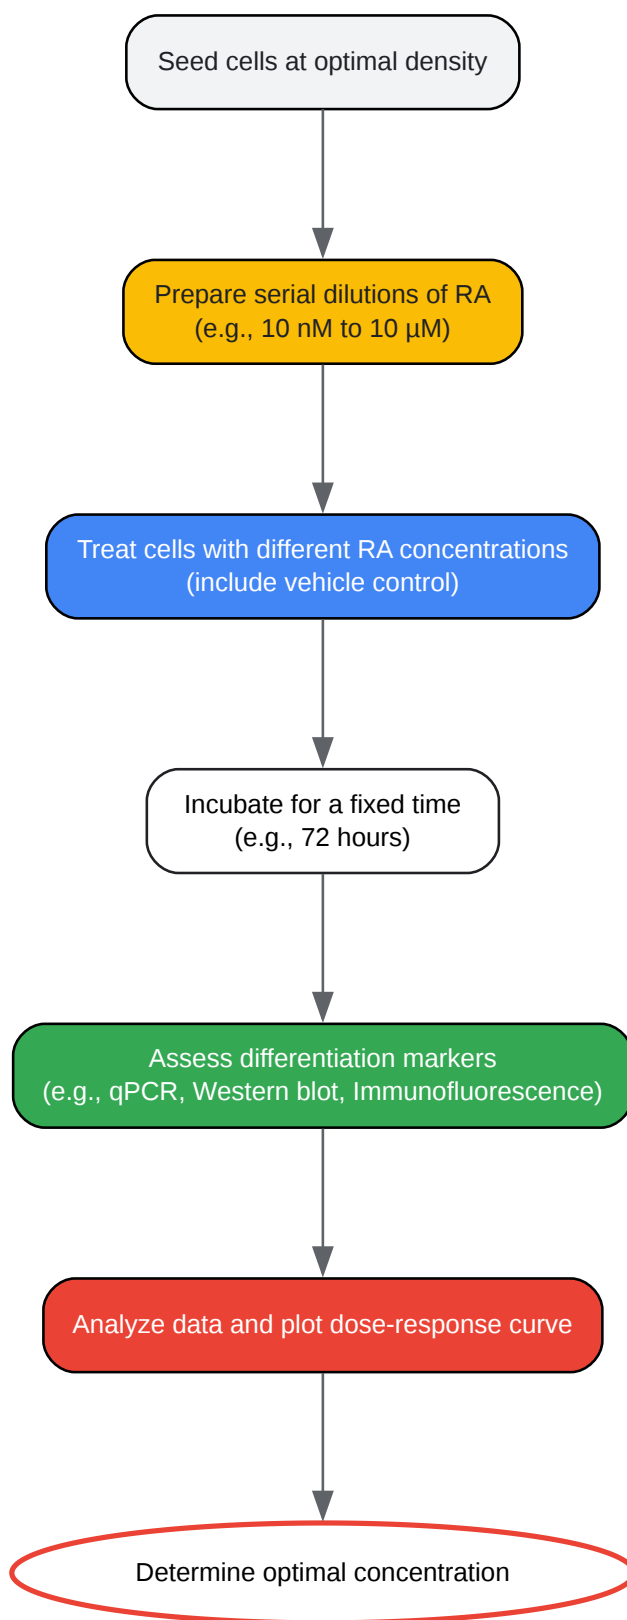 Seed cells at optimal density
Prepare serial dilutions of RA
(e.g., 10 nM to 10 µM)
Treat cells with different RA concentrations
(include vehicle control)
Incubate for a fixed time
(e.g., 72 hours)
Assess differentiation markers
(e.g., qPCR, Western blot, Immunofluorescence)
Analyze data and plot dose-response curve
Determine optimal concentration